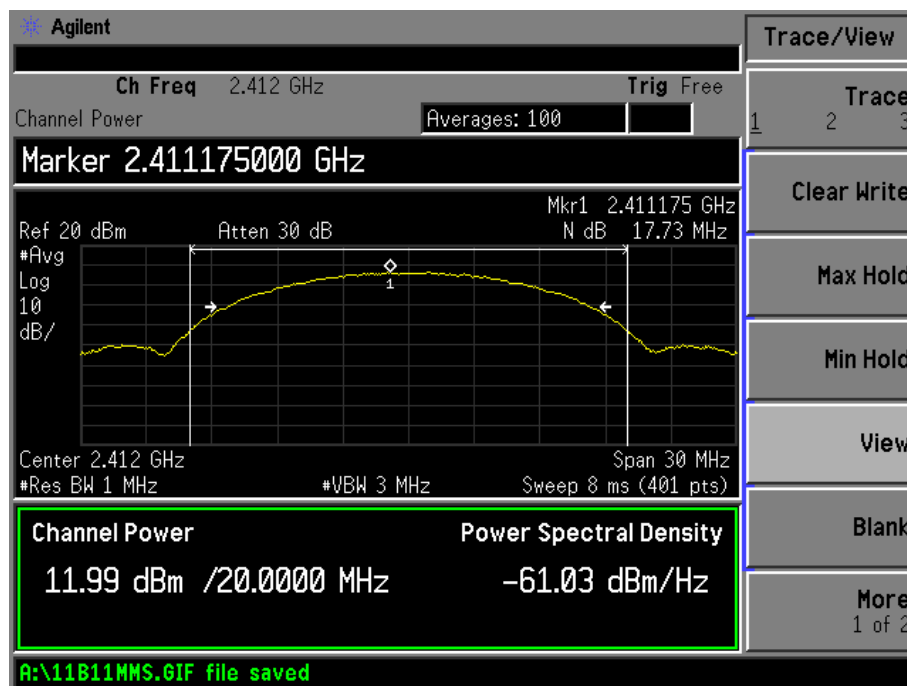 Agilent
Ch Freq 2.412 GHz Trig Free
Channel Power Averages: 100
Marker 2.411175000 GHz
Mkr1 2.411175 GHz
Ref 20 dBm Atten 30 dB N dB 17.73 MHz
#Avg
Log
10
dB/
1
Center 2.412 GHz Span 30 MHz
#Res BW 1 MHz #VBW 3 MHz Sweep 8 ms (401 pts)
Channel Power Power Spectral Density
11.99 dBm /20.0000 MHz -61.03 dBm/Hz
A:\11B11MMS.GIF file saved
Trace/View
Trace
1 2 3
Clear Write
Max Hold
Min Hold
View
Blank
More
1 of 2